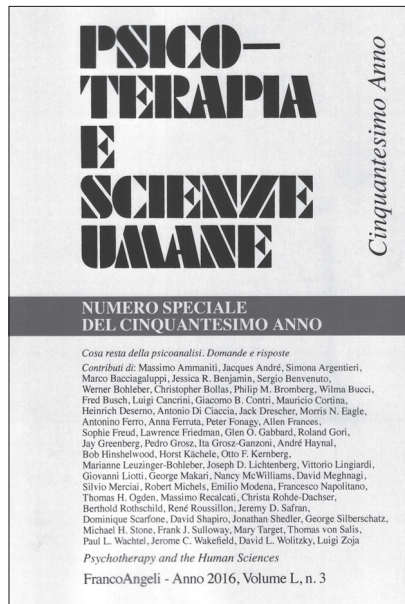 PSICO—
TERAPIA
E
SCIENZE
UMANE
Cinquantesimo Anno
NUMERO SPECIALE
DEL CINQUANTESIMO ANNO
Cosa resta della psicoanalisi. Domande e risposte
Contributi di: Massimo Ammaniti, Jacques André, Simona Argentieri,
Marco Bacciagaluppi, Jessica R. Benjamin, Sergio Benvenuto,
Werner Bohleber, Christopher Bollas, Philip M. Bromberg, Wilma Bucci,
Fred Busch, Luigi Cancrini, Giacomo B. Contri, Mauricio Cortina,
Heinrich Deserno, Antonio Di Ciaccia, Jack Drescher, Morris N. Eagle,
Antonino Ferro, Anna Ferruta, Peter Fonagy, Allen Frances,
Sophie Freud, Lawrence Friedman, Glen O. Gabbard, Roland Gori,
Jay Greenberg, Pedro Grosz, Ita Grosz-Ganzoni, André Haynal,
Bob Hinshelwood, Horst Kächele, Otto F. Kernberg,
Marianne Leuzinger-Bohleber, Joseph D. Lichtenberg, Vittorio Lingiardi,
Giovanni Liotti, George Makari, Nancy McWilliams, David Meghnagi,
Silvio Merciai, Robert Michels, Emilio Modena, Francesco Napolitano,
Thomas H. Ogden, Massimo Recalcati, Christa Rohde-Dachser,
Berthold Rothschild, René Roussillon, Jeremy D. Safran,
Dominique Scarfone, David Shapiro, Jonathan Shedler, George Silberschatz,
Michael H. Stone, Frank J. Sulloway, Mary Target, Thomas von Salis,
Paul L. Wachtel, Jerome C. Wakefield, David L. Wolitzky, Luigi Zoja
Psychotherapy and the Human Sciences
FrancoAngeli - Anno 2016, Volume L, n. 3